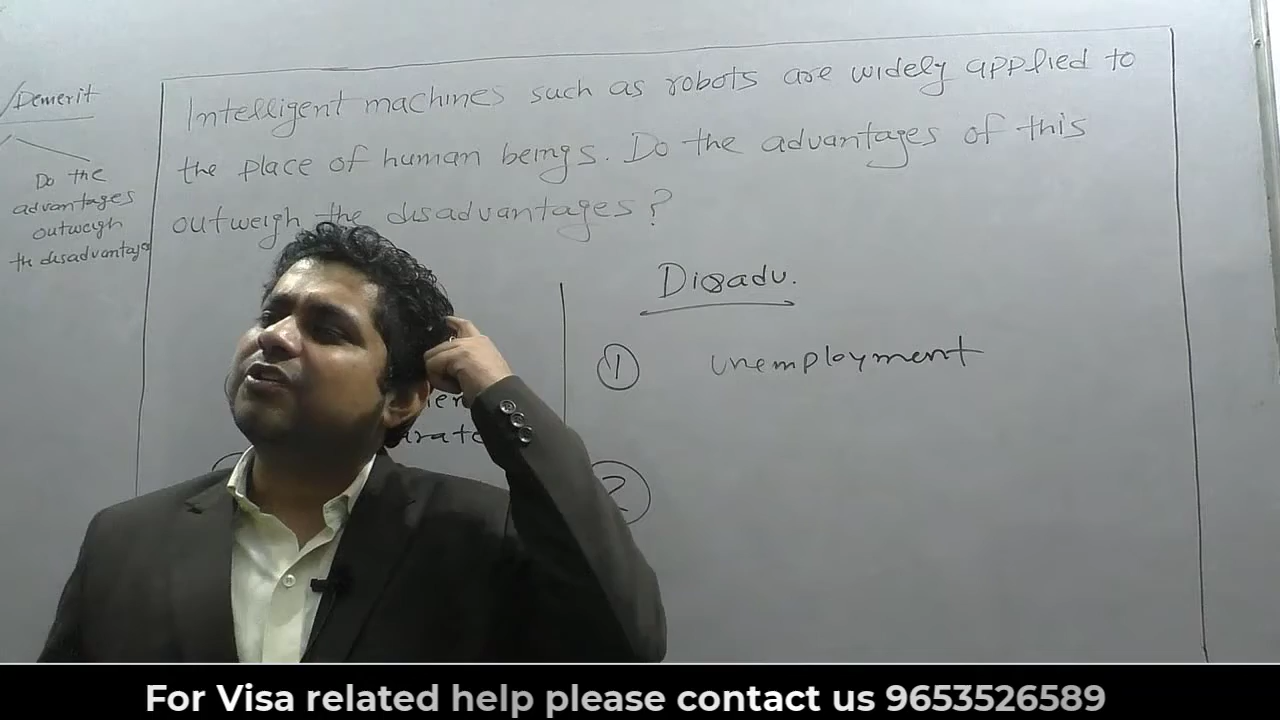 /Demerit
Do the
advantages
outweigh
the disadvantages
Intelligent machines such as robots are widely applied to
the place of human beings. Do the advantages of this
outweigh the disadvantages?
Disadv.
① unemployment
②
For Visa related help please contact us 9653526589